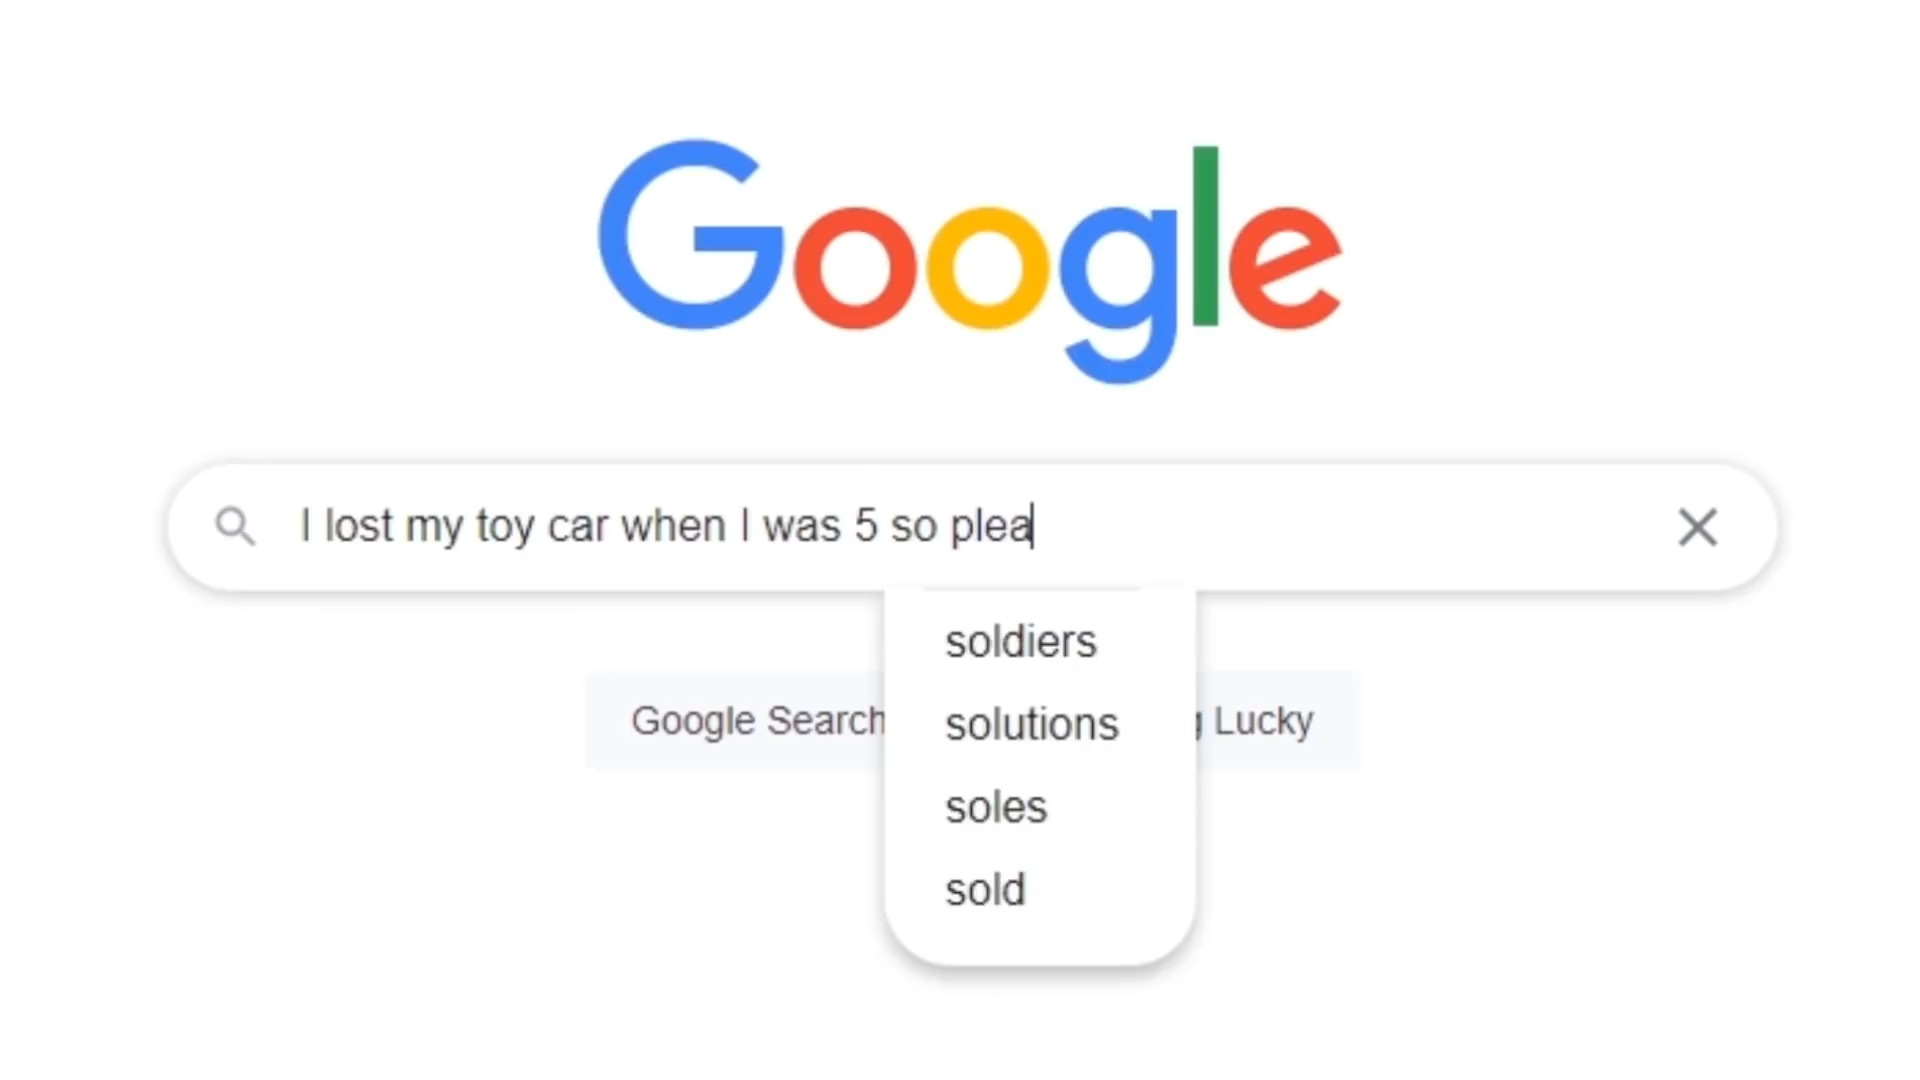 Google
I lost my toy car when I was 5 so plea
soldiers
Google Search
Lucky
solutions
soles
sold